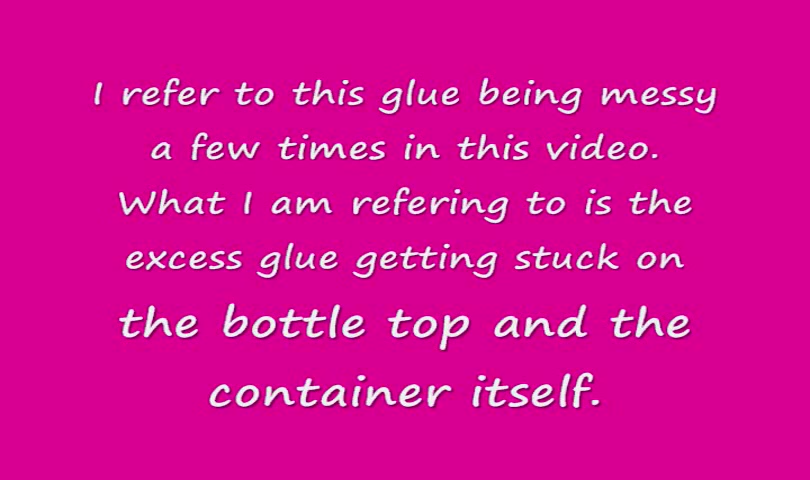 I refer to this glue being messy
a few times in this video.
What I am refering to is the
excess glue getting stuck on
the bottle top and the
container itself.